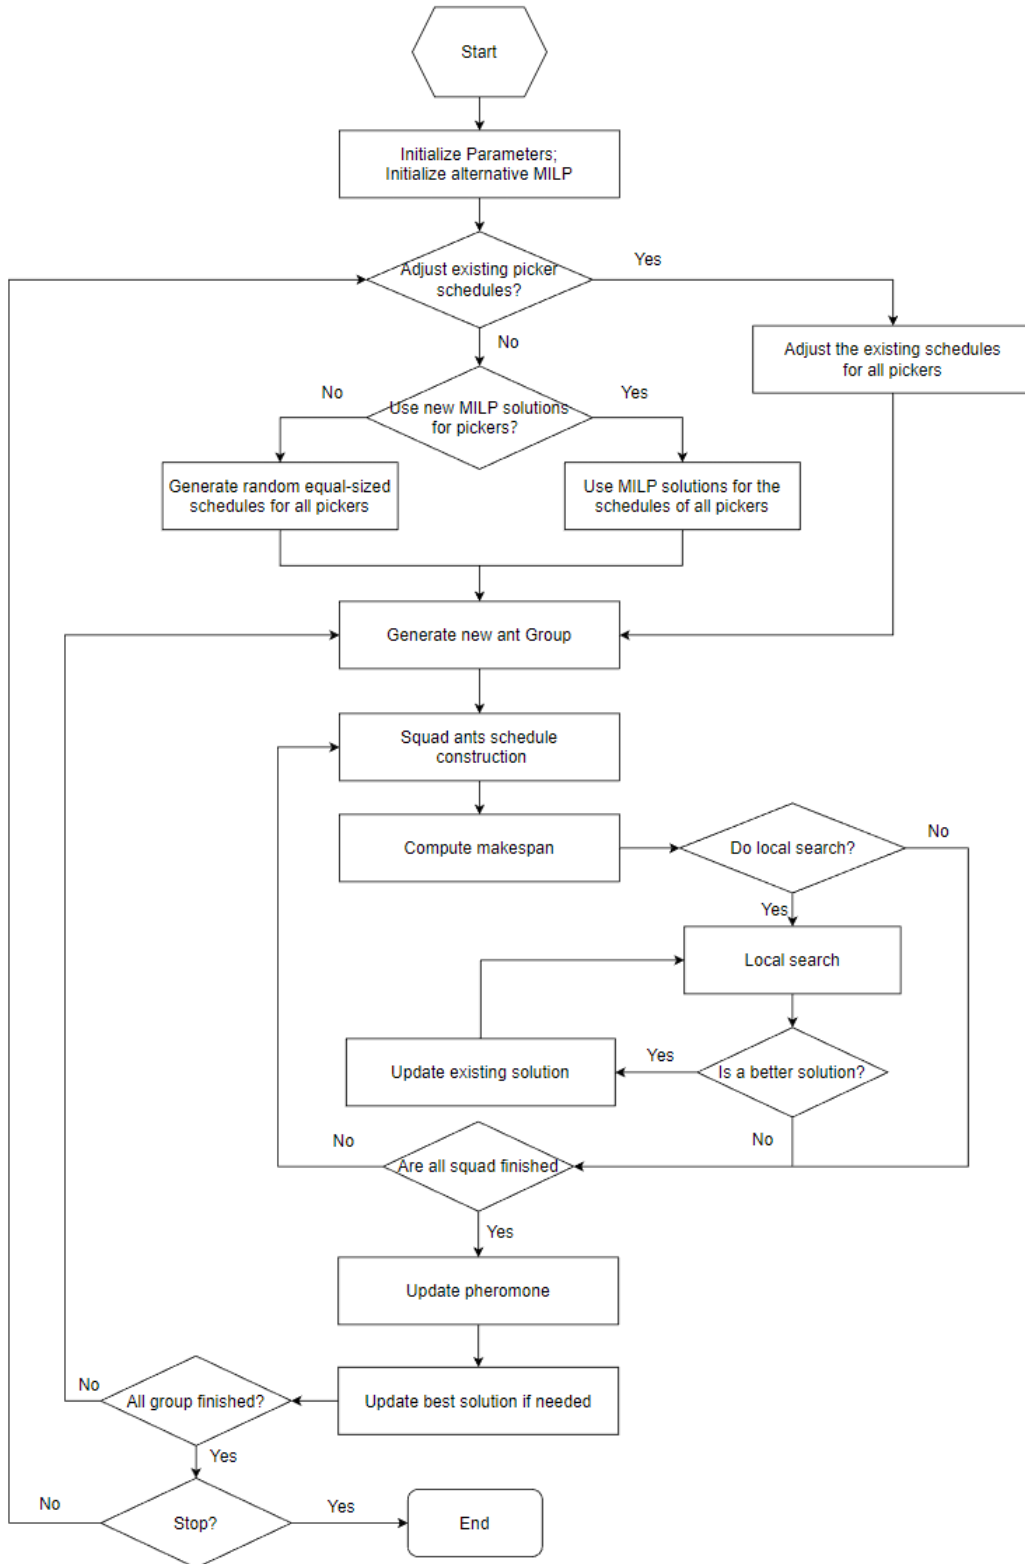 Start
Initialize Parameters;
Initialize alternative MILP
Adjust existing picker
schedules?
Yes
No
Adjust the existing schedules
for all pickers
No
Use new MILP solutions
for pickers?
Yes
Generate random equal-sized
schedules for all pickers
Use MILP solutions for the
schedules of all pickers
Generate new ant Group
Squad ants schedule
construction
Compute makespan
Do local search?
No
Yes
Local search
Update existing solution
Yes
Is a better solution?
No
No
Are all squad finished
Yes
Update pheromone
No
All group finished?
Update best solution if needed
Yes
No
Stop?
Yes
End